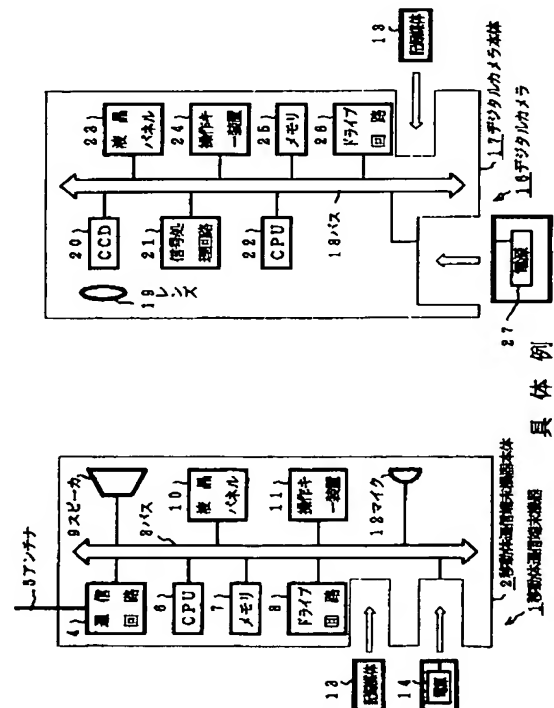 5アンテナ
4
通信
回路
6
CPU
7
メモリ
8
ドライブ
回路
9スピーカ
3バス
10
液晶
パネル
11
操作キ
ー装置
12マイク
13
記録媒体
14
電源
2移動体通信端末機器本体
1移動体通信端末機器
19レンズ
20
CCD
21
信号処
理回路
22
CPU
18バス
23
液晶
パネル
24
操作キ
ー装置
25
メモリ
26
ドライブ
回路
13
記録媒体
17デジタルカメラ本体
16デジタルカメラ
電源
27
具体例